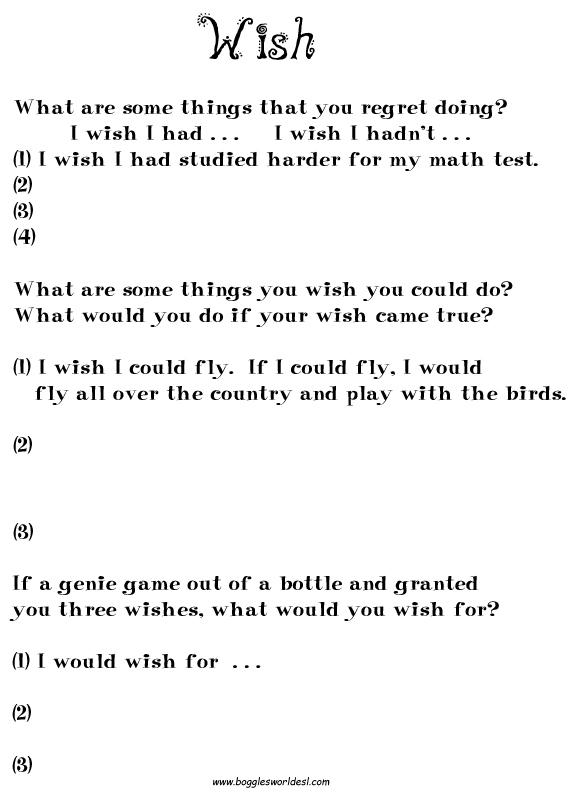 Wish
What are some things that you regret doing?
I wish I had . . . I wish I hadn't . . .
(1) I wish I had studied harder for my math test.
(2)
(3)
(4)
What are some things you wish you could do?
What would you do if your wish came true?
(1) I wish I could fly. If I could fly, I would
fly all over the country and play with the birds.
(2)
(3)
If a genie game out of a bottle and granted
you three wishes, what would you wish for?
(1) I would wish for . . .
(2)
(3)
www.bogglesworldesl.com